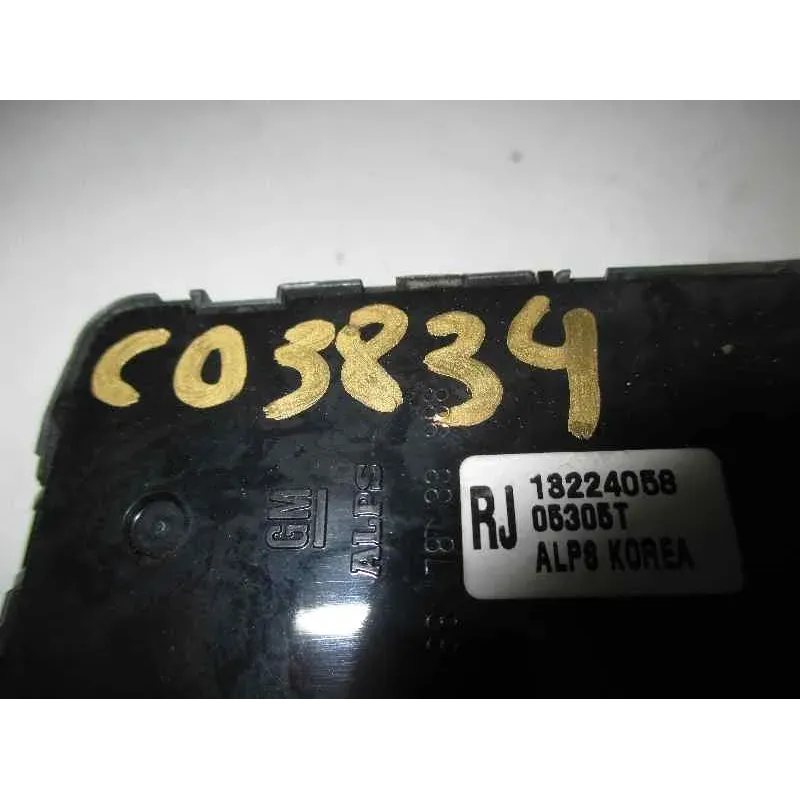 C03834
GM
ALPS
RJ
13224058
05305T
ALPS KOREA